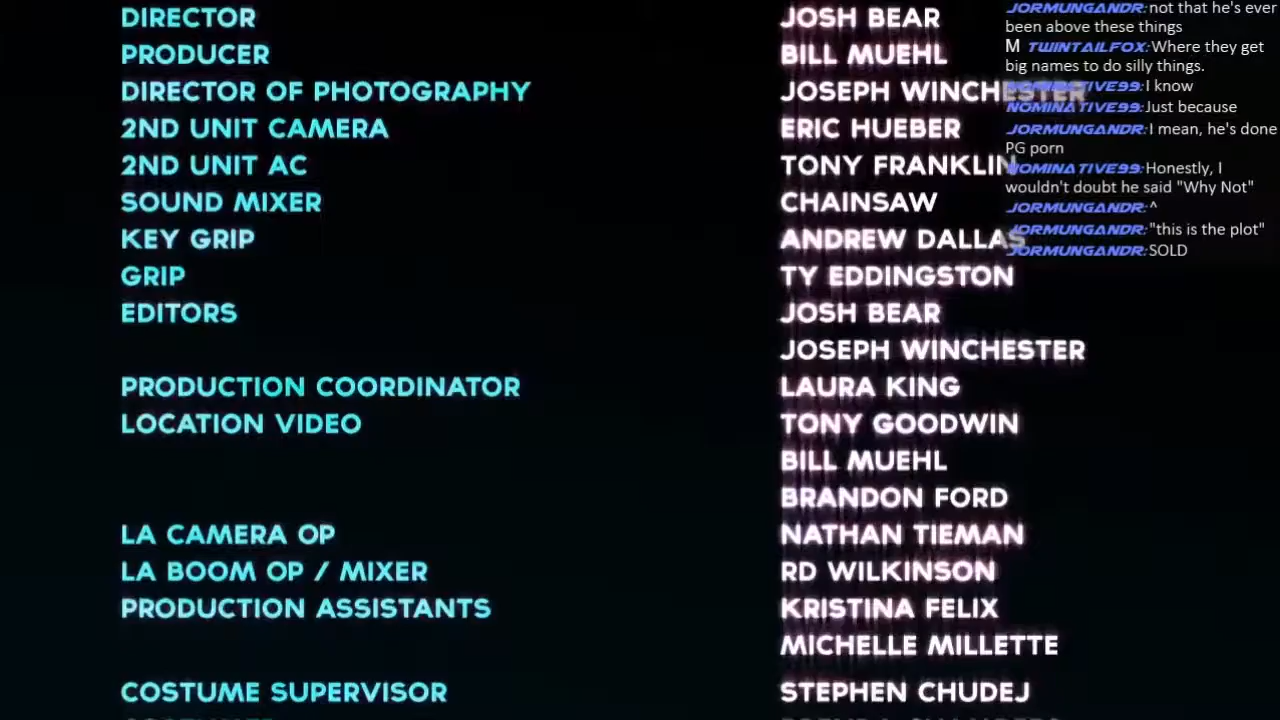 DIRECTOR JOSH BEAR
PRODUCER BILL MUEHL
DIRECTOR OF PHOTOGRAPHY JOSEPH WINCHESTER
2ND UNIT CAMERA ERIC HUEBER
2ND UNIT AC TONY FRANKLIN
SOUND MIXER CHAINSAW
KEY GRIP ANDREW DALLAS
GRIP TY EDDINGSTON
EDITORS JOSH BEAR
JOSEPH WINCHESTER
PRODUCTION COORDINATOR LAURA KING
LOCATION VIDEO TONY GOODWIN
BILL MUEHL
BRANDON FORD
LA CAMERA OP NATHAN TIEMAN
LA BOOM OP / MIXER RD WILKINSON
PRODUCTION ASSISTANTS KRISTINA FELIX
MICHELLE MILLETTE
COSTUME SUPERVISOR STEPHEN CHUDEJ
JORMUNGANDR: not that he's ever
been above these things
M TWINTAILFOX: Where they get
big names to do silly things.
NOMINATIVE99: I know
NOMINATIVE99: Just because
JORMUNGANDR: I mean, he's done
PG porn
NOMINATIVE99: Honestly, I
wouldn't doubt he said "Why Not"
JORMUNGANDR: ^
JORMUNGANDR: "this is the plot"
JORMUNGANDR: SOLD